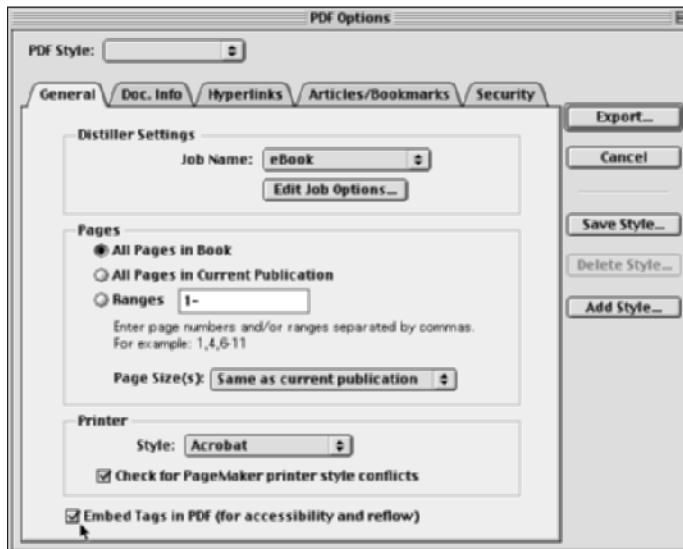 PDF Options
PDF Style:
General Doc. Info Hyperlinks Articles/Bookmarks Security
Export...
Cancel
Save Style...
Delete Style...
Add Style...
Distiller Settings
Job Name: eBook
Edit Job Options...
Pages
All Pages in Book
All Pages in Current Publication
Ranges 1-
Enter page numbers and/or ranges separated by commas.
For example: 1,4,6-11
Page Size(s): Same as current publication
Printer
Style: Acrobat
Check for PageMaker printer style conflicts
Embed Tags in PDF (for accessibility and reflow)